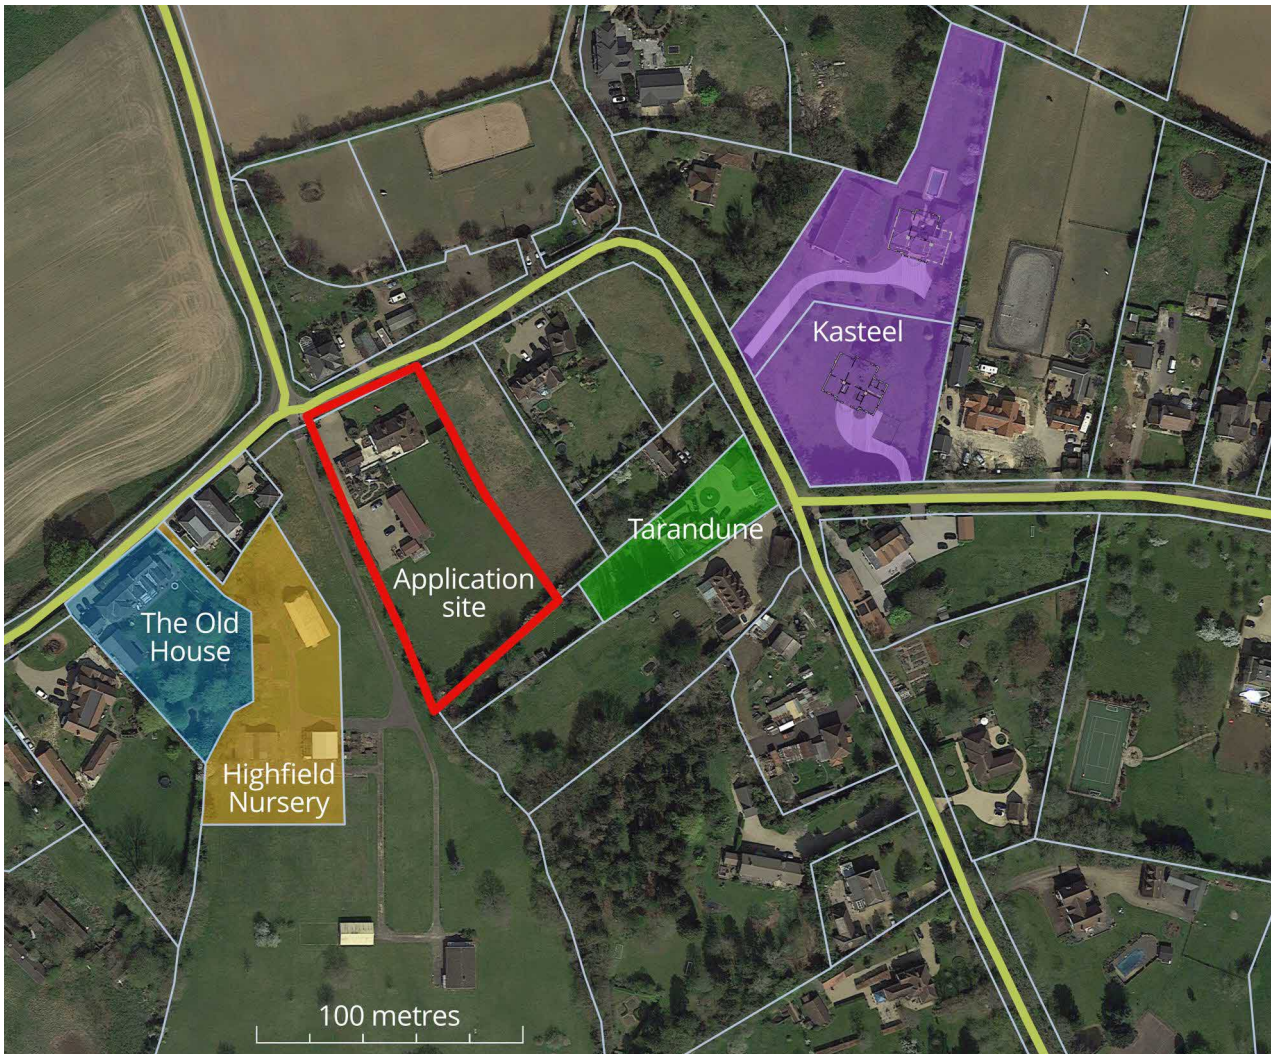 Kasteel
Tarandune
Application
site
The Old
House
Highfield
Nursery
100 metres